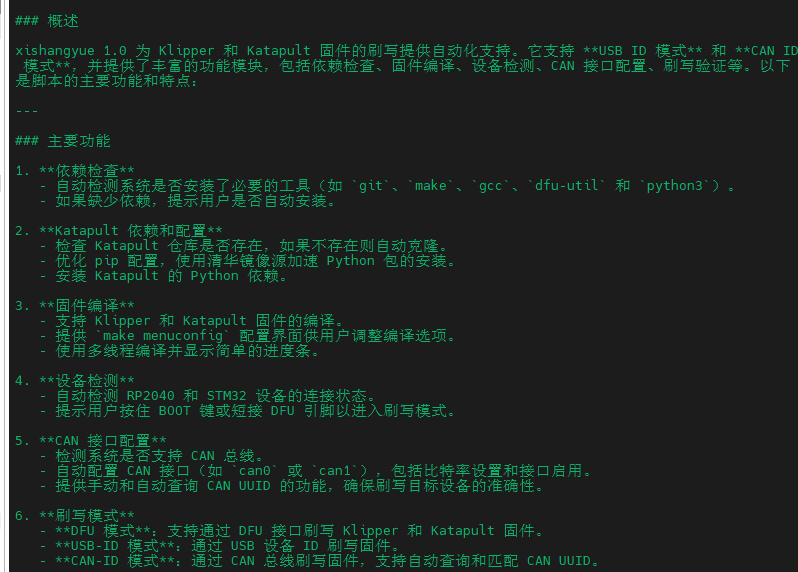 ### 概述
xishangyue 1.0 为 Klipper 和 Katapult 固件的刷写提供自动化支持。它支持 **USB ID 模式** 和 **CAN ID
模式**，并提供了丰富的功能模块，包括依赖检查、固件编译、设备检测、CAN 接口配置、刷写验证等。以下
是脚本的主要功能和特点：
---
### 主要功能
1. **依赖检查**
- 自动检测系统是否安装了必要的工具（如 `git`、`make`、`gcc`、`dfu-util` 和 `python3`）。
- 如果缺少依赖，提示用户是否自动安装。
2. **Katapult 依赖和配置**
- 检查 Katapult 仓库是否存在，如果不存在则自动克隆。
- 优化 pip 配置，使用清华镜像源加速 Python 包的安装。
- 安装 Katapult 的 Python 依赖。
3. **固件编译**
- 支持 Klipper 和 Katapult 固件的编译。
- 提供 `make menuconfig` 配置界面供用户调整编译选项。
- 使用多线程编译并显示简单的进度条。
4. **设备检测**
- 自动检测 RP2040 和 STM32 设备的连接状态。
- 提示用户按住 BOOT 键或短接 DFU 引脚以进入刷写模式。
5. **CAN 接口配置**
- 检测系统是否支持 CAN 总线。
- 自动配置 CAN 接口（如 `can0` 或 `can1`），包括比特率设置和接口启用。
- 提供手动和自动查询 CAN UUID 的功能，确保刷写目标设备的准确性。
6. **刷写模式**
- **DFU 模式**：支持通过 DFU 接口刷写 Klipper 和 Katapult 固件。
- **USB-ID 模式**：通过 USB 设备 ID 刷写固件。
- **CAN-ID 模式**：通过 CAN 总线刷写固件，支持自动查询和匹配 CAN UUID。